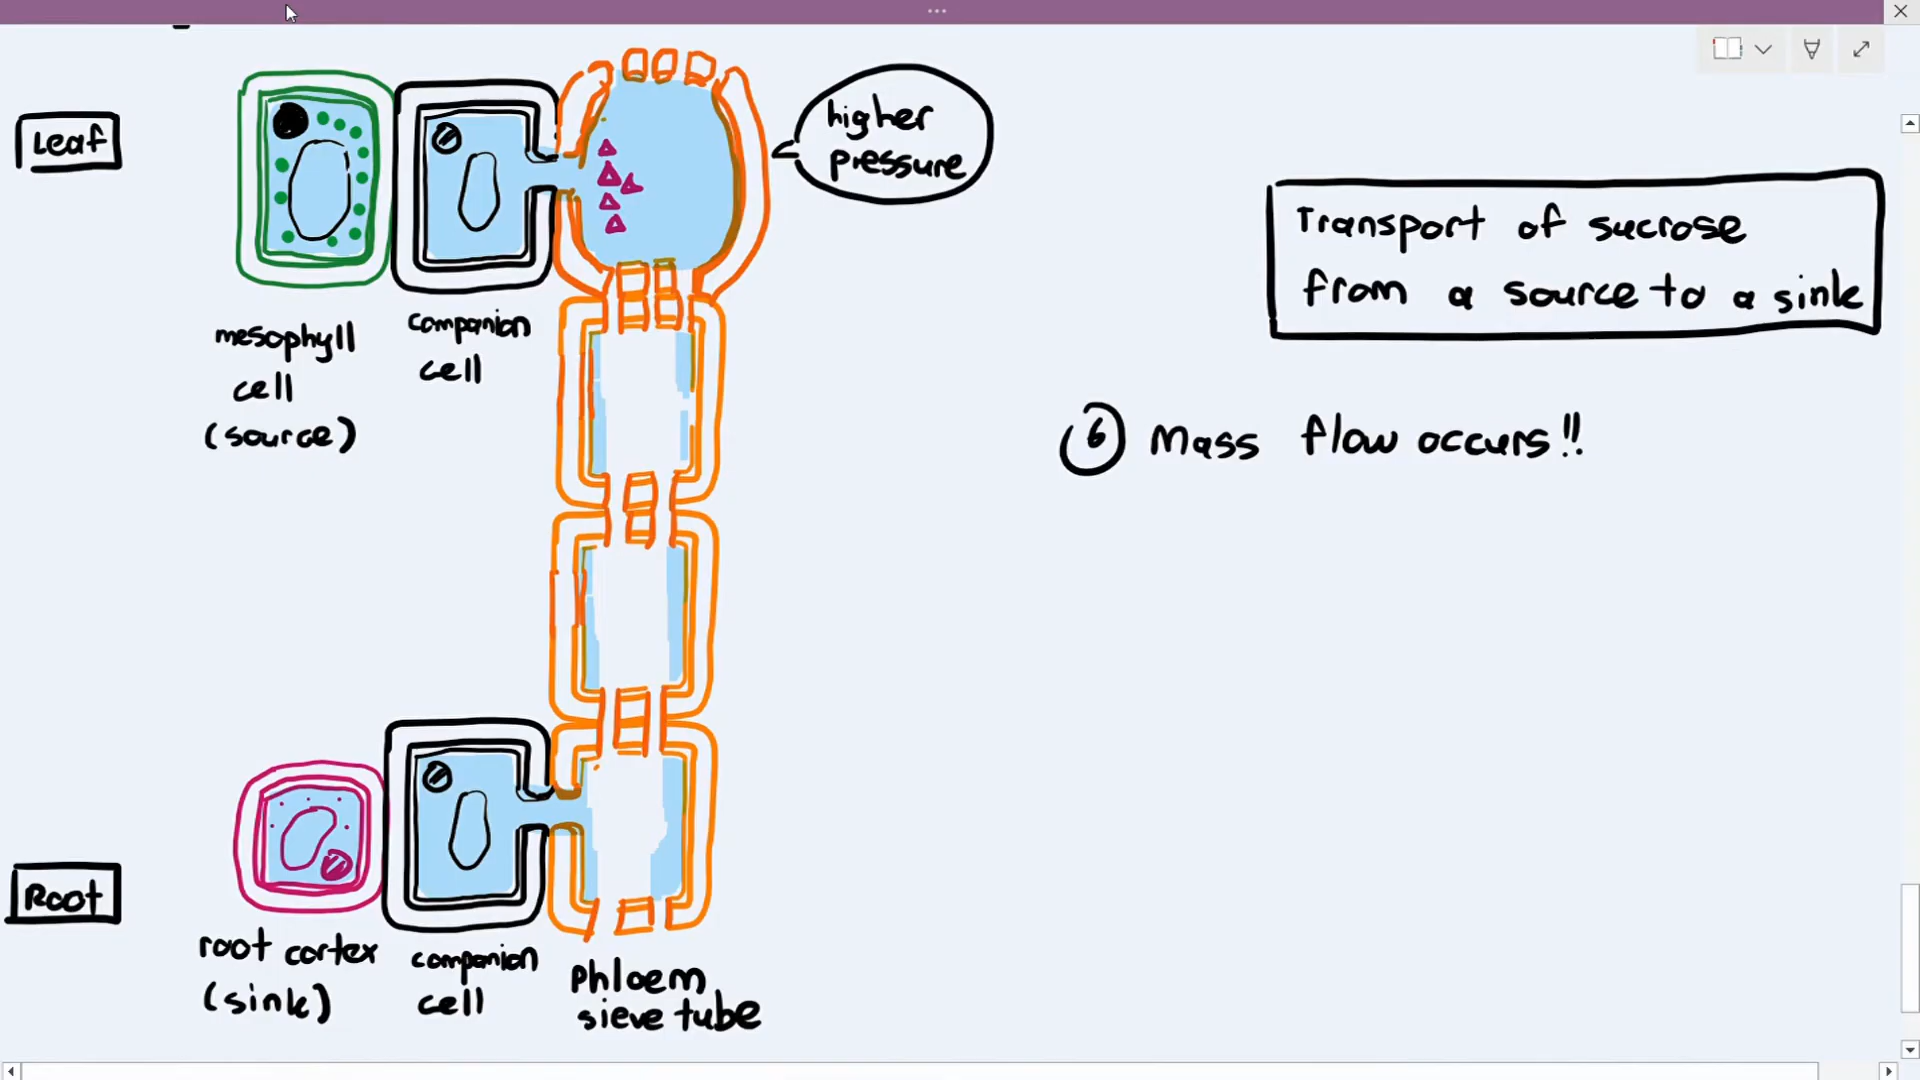 Leaf
higher
pressure
Transport of sucrose
from a source to a sink
mesophyll
cell
(source)
companion
cell
6 Mass flow occurs!!
Root
root cortex
(sink)
companion
cell
Phloem
sieve tube